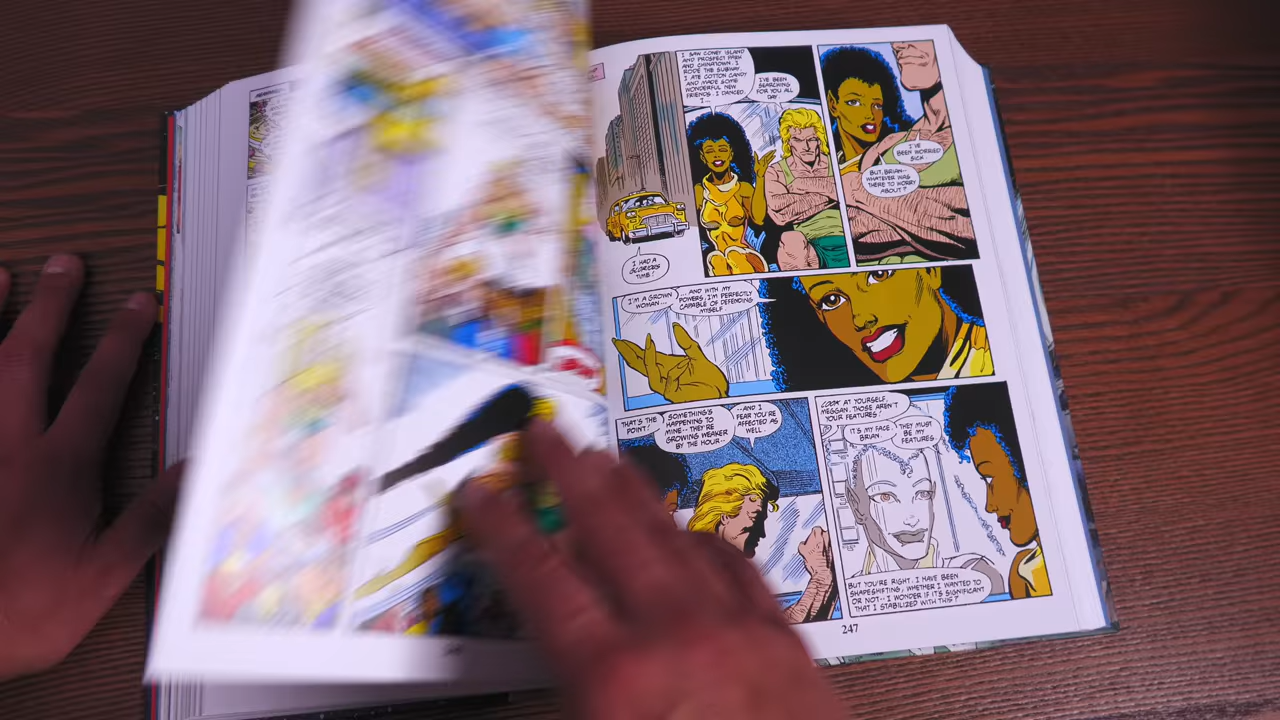 I SAW CONEY ISLAND
AND PROSPECT PARK
AND CHINATOWN. I
RODE THE SUBWAY.
I ATE COTTON CANDY
AND MADE SOME
WONDERFUL NEW
FRIENDS. I DANCED.
I--
I'VE BEEN
SEARCHING
FOR YOU ALL
DAY.
I HAD A
GLORIOUS
TIME!
I'VE
BEEN WORRIED
SICK.
BUT, BRIAN--
WHATEVER WAS
THERE TO WORRY
ABOUT?
I'M A GROWN
WOMAN...
...AND WITH MY
POWERS, I'M PERFECTLY
CAPABLE OF DEFENDING
MYSELF.
THAT'S THE
POINT!
SOMETHING'S
HAPPENING TO
MINE-- THEY'RE
GROWING WEAKER
BY THE HOUR--
--AND I
FEAR YOU'RE
AFFECTED AS
WELL.
LOOK AT YOURSELF,
MEGGAN. THOSE AREN'T
YOUR FEATURES!
IT'S MY FACE,
BRIAN.
THEY MUST
BE MY
FEATURES.
BUT YOU'RE RIGHT. I HAVE BEEN
SHAPESHIFTING, WHETHER I WANTED TO
OR NOT-- I WONDER IF IT'S SIGNIFICANT
THAT I STABILIZED WITH THIS?
247